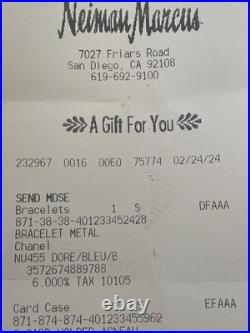 Neiman Marcus
7027 Friars Road
San Diego, CA 92108
619-692-9100
A Gift For You
232967 0016 0060 75774 02/24/24
SEND MDSE
Bracelets 1 S DFAAA
871-38-38-401233452428
BRACELET METAL
Chanel
NU455 DORE/BLEU/B
3572674889788
6.000% TAX 10105
Card Case EFAAA
871-874-874-401233455962
HOLDER AGNEAU